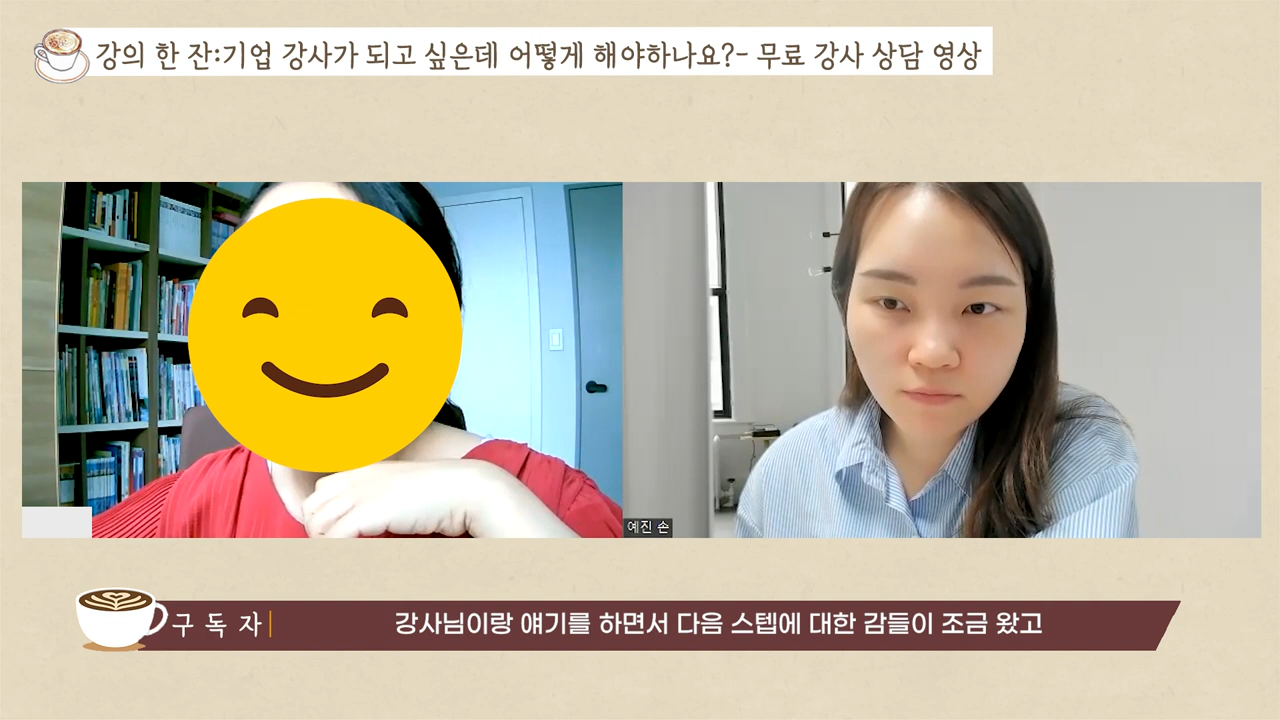 강의 한 잔:기업 강사가 되고 싶은데 어떻게 해야하나요?- 무료 강사 상담 영상
예진 손
구 독 자
강사님이랑 얘기를 하면서 다음 스텝에 대한 감들이 조금 왔고